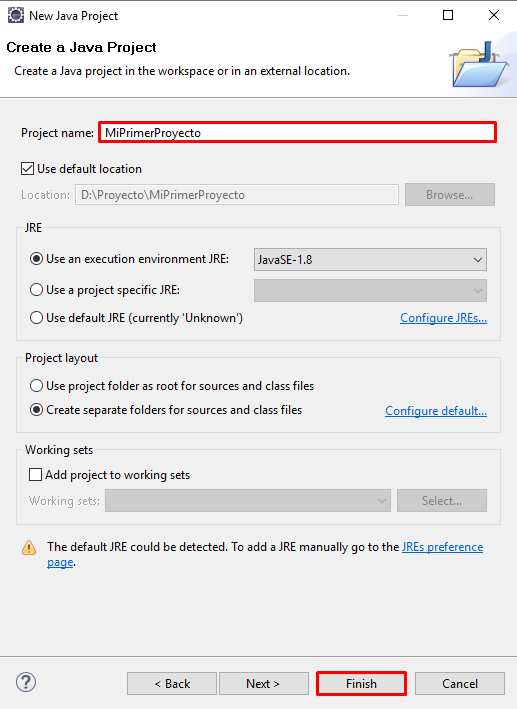 New Java Project
Create a Java Project
Create a Java project in the workspace or in an external location.
Project name: MiPrimerProyecto
Use default location
Location: D:\Proyecto\MiPrimerProyecto Browse...
JRE
Use an execution environment JRE: JavaSE-1.8
Use a project specific JRE:
Use default JRE (currently 'Unknown') Configure JREs...
Project layout
Use project folder as root for sources and class files
Create separate folders for sources and class files Configure default...
Working sets
Add project to working sets
Working sets: Select...
The default JRE could be detected. To add a JRE manually go to the JREs preference
page.
? < Back Next > Finish Cancel